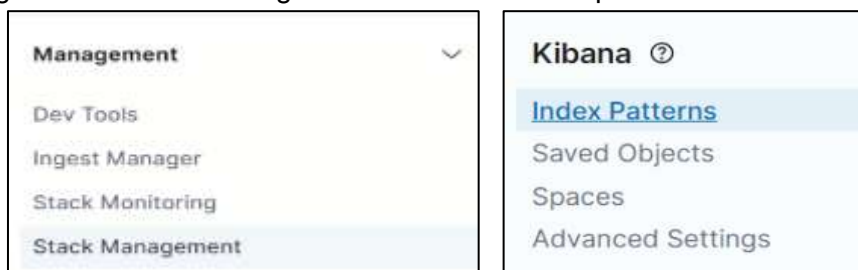 Management
Dev Tools
Ingest Manager
Stack Monitoring
Stack Management
Kibana
Index Patterns
Saved Objects
Spaces
Advanced Settings